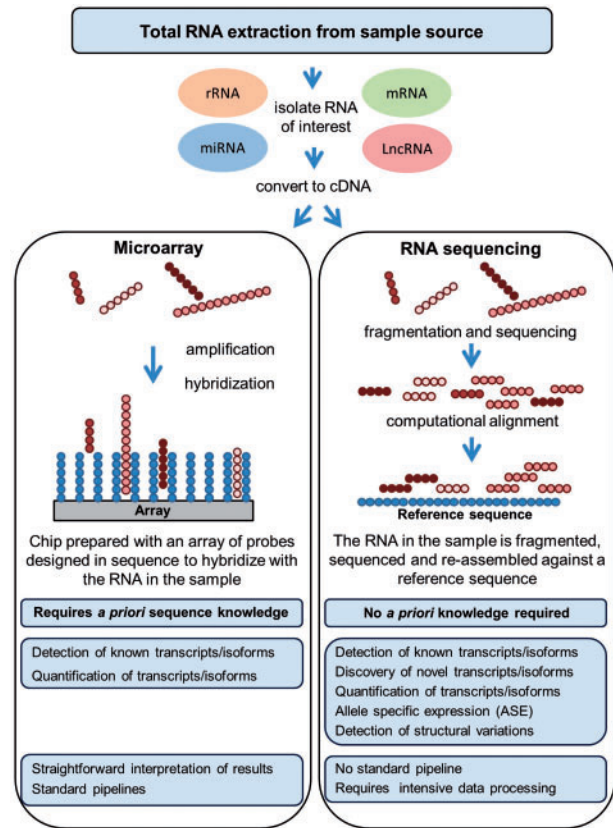 Total RNA extraction from sample source
rRNA
mRNA
isolate RNA
of interest
miRNA
LncRNA
convert to cDNA
Microarray
amplification
hybridization
Array
Chip prepared with an array of probes
designed in sequence to hybridize with
the RNA in the sample
Requires a priori sequence knowledge
Detection of known transcripts/isoforms
Quantification of transcripts/isoforms
Straightforward interpretation of results
Standard pipelines
RNA sequencing
fragmentation and sequencing
computational alignment
Reference sequence
The RNA in the sample is fragmented,
sequenced and re-assembled against a
reference sequence
No a priori knowledge required
Detection of known transcripts/isoforms
Discovery of novel transcripts/isoforms
Quantification of transcripts/isoforms
Allele specific expression (ASE)
Detection of structural variations
No standard pipeline
Requires intensive data processing